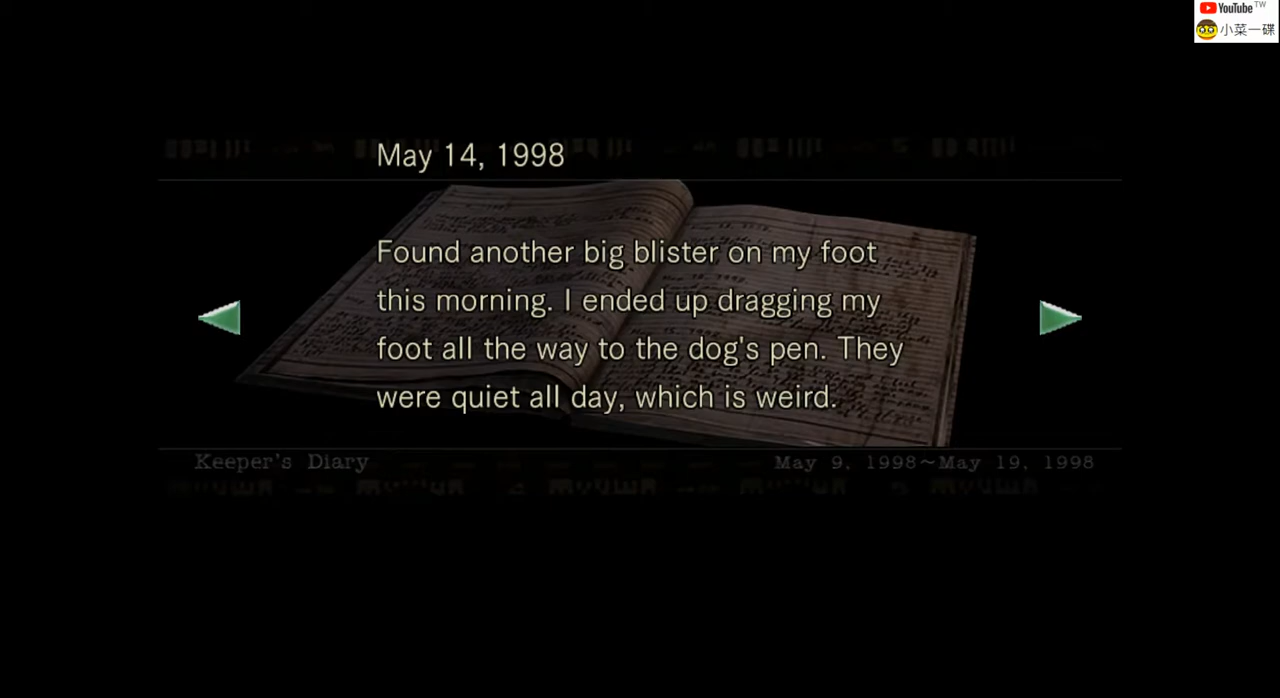 YouTube TW
小菜一碟
May 14, 1998
Found another big blister on my foot
this morning. I ended up dragging my
foot all the way to the dog's pen. They
were quiet all day, which is weird.
Keeper's Diary
May 9, 1998~May 19, 1998